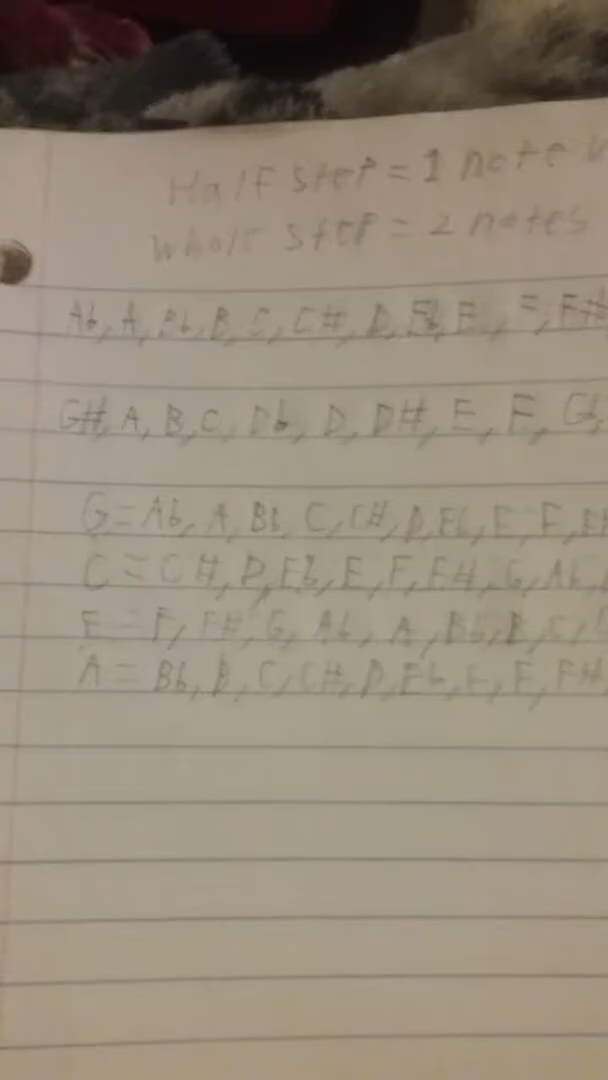 Half step = 1 note
Whole step = 2 notes
Ab, A, Bb, B, C, C#, D, Eb, E, F, F#
G#, A, B, C, Db, D, D#, E, F, Gb,
G = Ab, A, Bb, C, C#, D, Eb, E, F, F#
C = C#, D, Eb, E, F, F#, G, Ab,
E = F, F#, G, Ab, A, Bb, B, C,
A = Bb, B, C, C#, D, Eb, E, F, F#